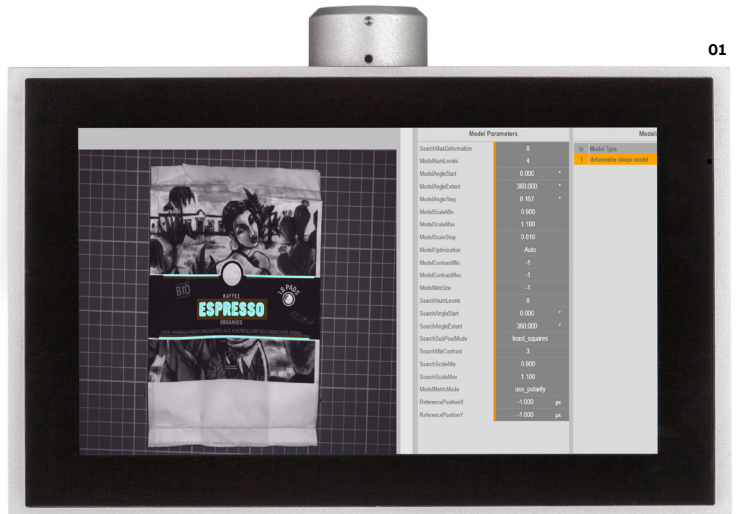 01
Model Parameters
Models
SearchMaxDeformation 8
ModelNumLevels 4
ModelAngleStart 0.000 °
ModelAngleExtent 360.000 °
ModelAngleStep 0.167 °
ModelScaleMin 0.900
ModelScaleMax 1.100
ModelScaleStep 0.010
ModelOptimization Auto
ModelContrastMin -1
ModelContrastMax -1
ModelMinSize -1
SearchNumLevels 0
SearchAngleStart 0.000 °
SearchAngleExtent 360.000 °
SearchSubPixelMode least_squares
SearchMinContrast 3
SearchScaleMin 0.900
SearchScaleMax 1.100
ModelMetricMode use_polarity
ReferencePositionX -1.000 px
ReferencePositionY -1.000 px
Id Model Type
1 deformable shape model
BIO
18 PADS
KAFFEE
ESPRESSO
ORGANICO